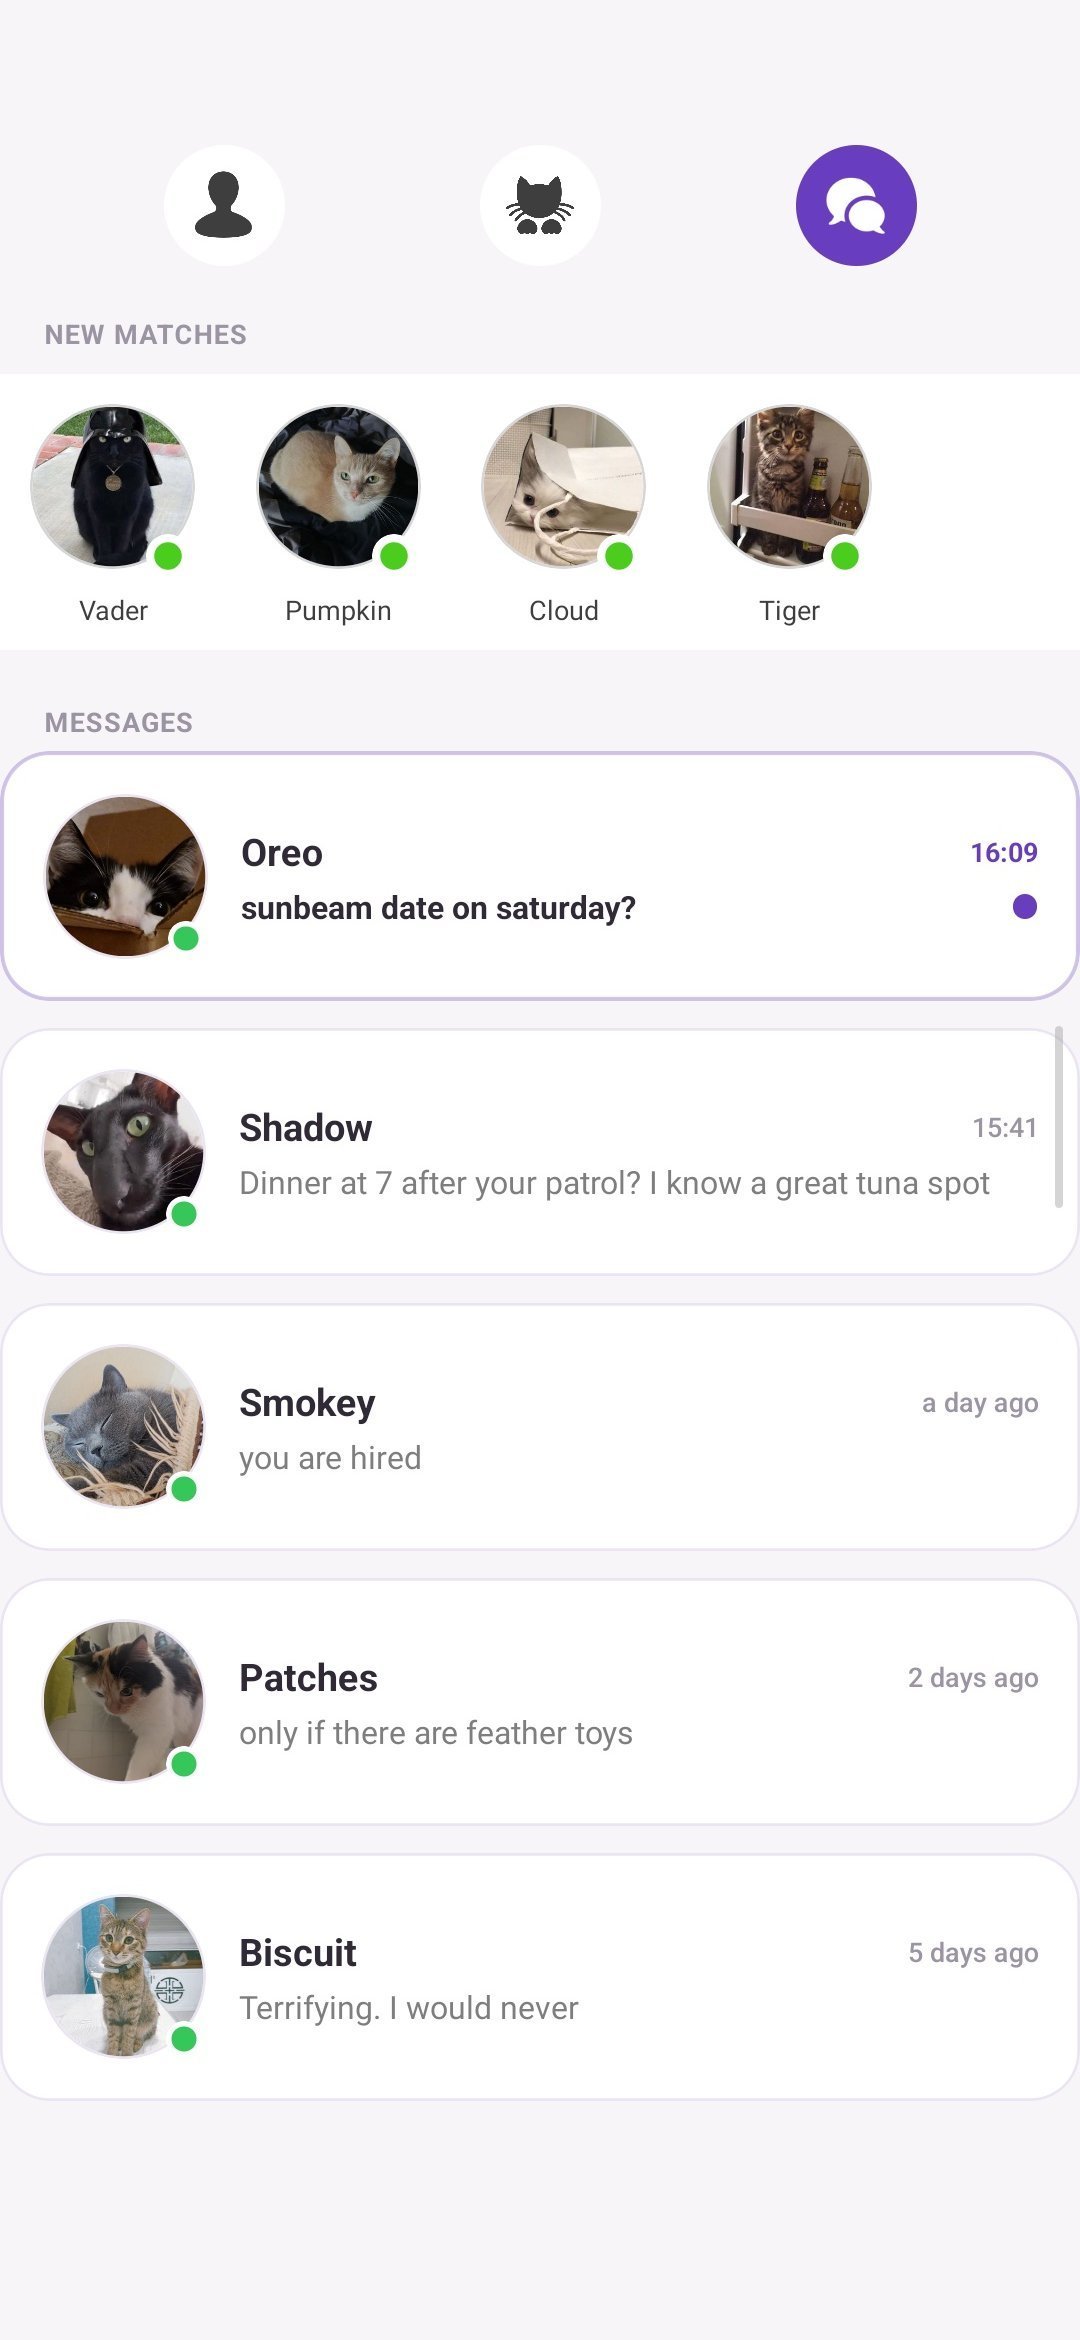 NEW MATCHES
Vader
Pumpkin
Cloud
Tiger
MESSAGES
Oreo
16:09
sunbeam date on saturday?
Shadow
15:41
Dinner at 7 after your patrol? I know a great tuna spot
Smokey
a day ago
you are hired
Patches
2 days ago
only if there are feather toys
Biscuit
5 days ago
Terrifying. I would never